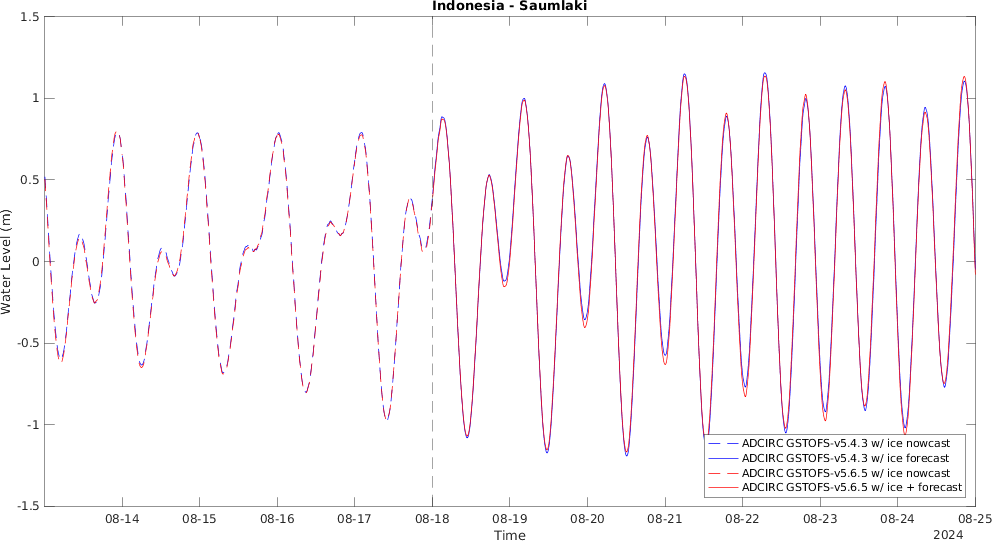 Indonesia - Saumlaki
1.5
1
0.5
0
-0.5
-1
-1.5
Water Level (m)
ADCIRC GSTOFS-v5.4.3 w/ ice nowcast
ADCIRC GSTOFS-v5.4.3 w/ ice forecast
ADCIRC GSTOFS-v5.6.5 w/ ice nowcast
ADCIRC GSTOFS-v5.6.5 w/ ice + forecast
08-14 08-15 08-16 08-17 08-18 08-19 08-20 08-21 08-22 08-23 08-24 08-25
Time
2024